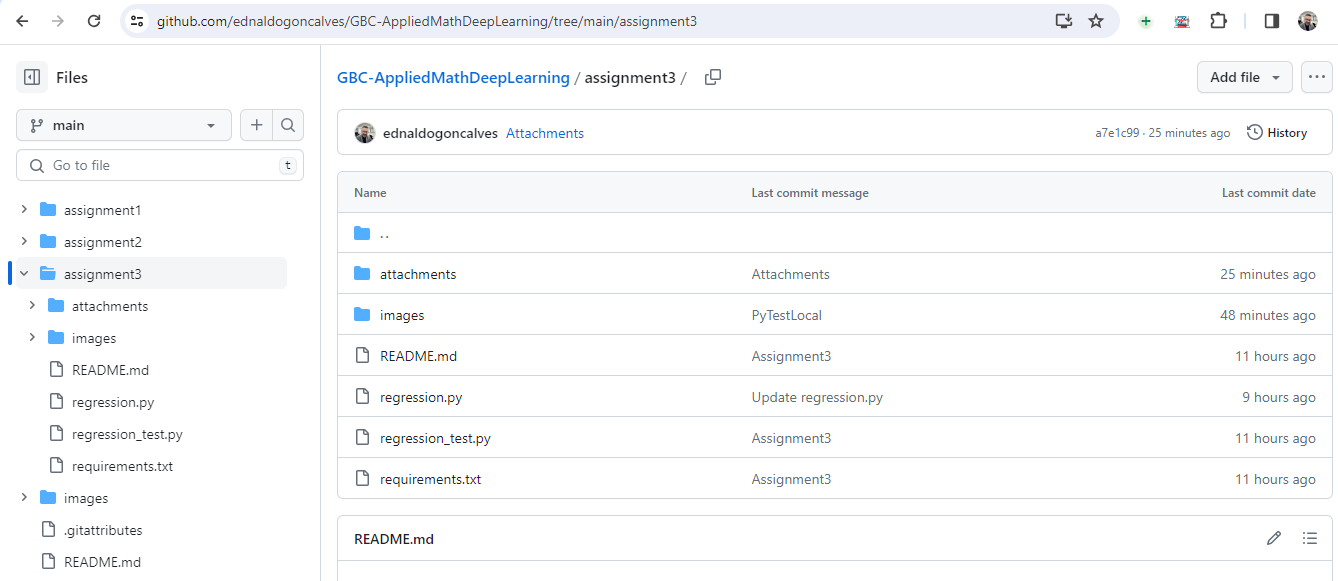 github.com/ednaldogoncalves/GBC-AppliedMathDeepLearning/tree/main/assignment3
Files
main
Go to file
t
assignment1
assignment2
assignment3
attachments
images
README.md
regression.py
regression_test.py
requirements.txt
images
.gitattributes
README.md
GBC-AppliedMathDeepLearning / assignment3 /
Add file
ednaldogoncalves Attachments
a7e1c99 · 25 minutes ago History
Name Last commit message Last commit date
..
attachments Attachments 25 minutes ago
images PyTestLocal 48 minutes ago
README.md Assignment3 11 hours ago
regression.py Update regression.py 9 hours ago
regression_test.py Assignment3 11 hours ago
requirements.txt Assignment3 11 hours ago
README.md